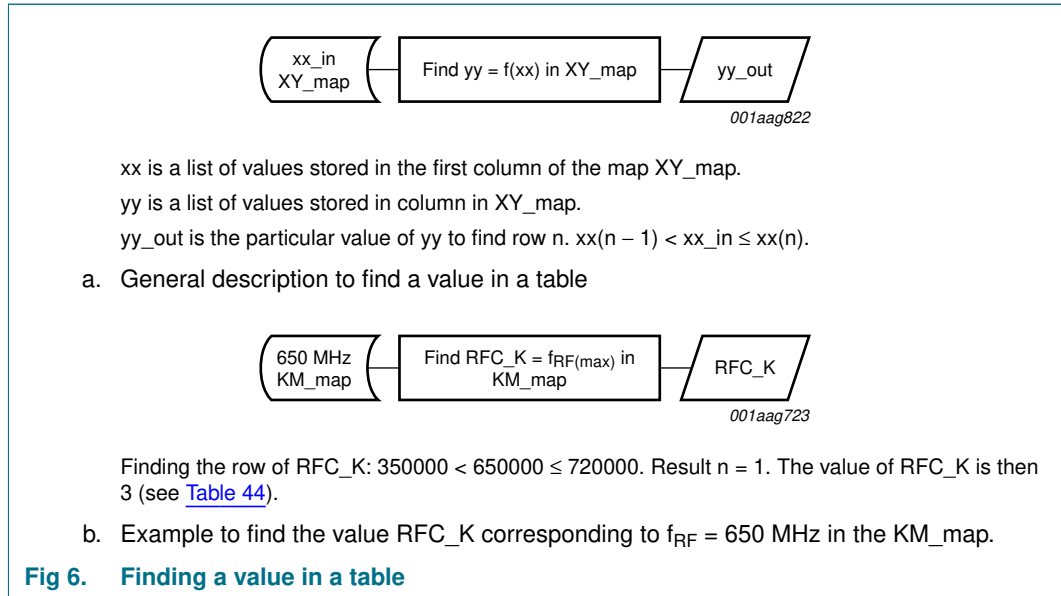 xx_in
XY_map
Find yy = f(xx) in XY_map
yy_out
001aag822
xx is a list of values stored in the first column of the map XY_map.
yy is a list of values stored in column in XY_map.
yy_out is the particular value of yy to find row n. xx(n − 1) < xx_in ≤ xx(n).
a. General description to find a value in a table
650 MHz
KM_map
Find RFC_K = fRF(max) in
KM_map
RFC_K
001aag723
Finding the row of RFC_K: 350000 < 650000 ≤ 720000. Result n = 1. The value of RFC_K is then
3 (see Table 44).
b. Example to find the value RFC_K corresponding to fRF = 650 MHz in the KM_map.
Fig 6. Finding a value in a table